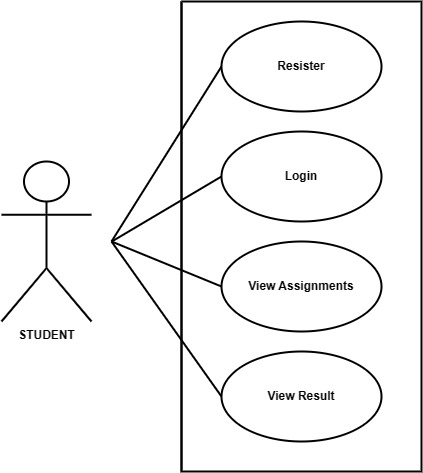 Resister
Login
View Assignments
STUDENT
View Result